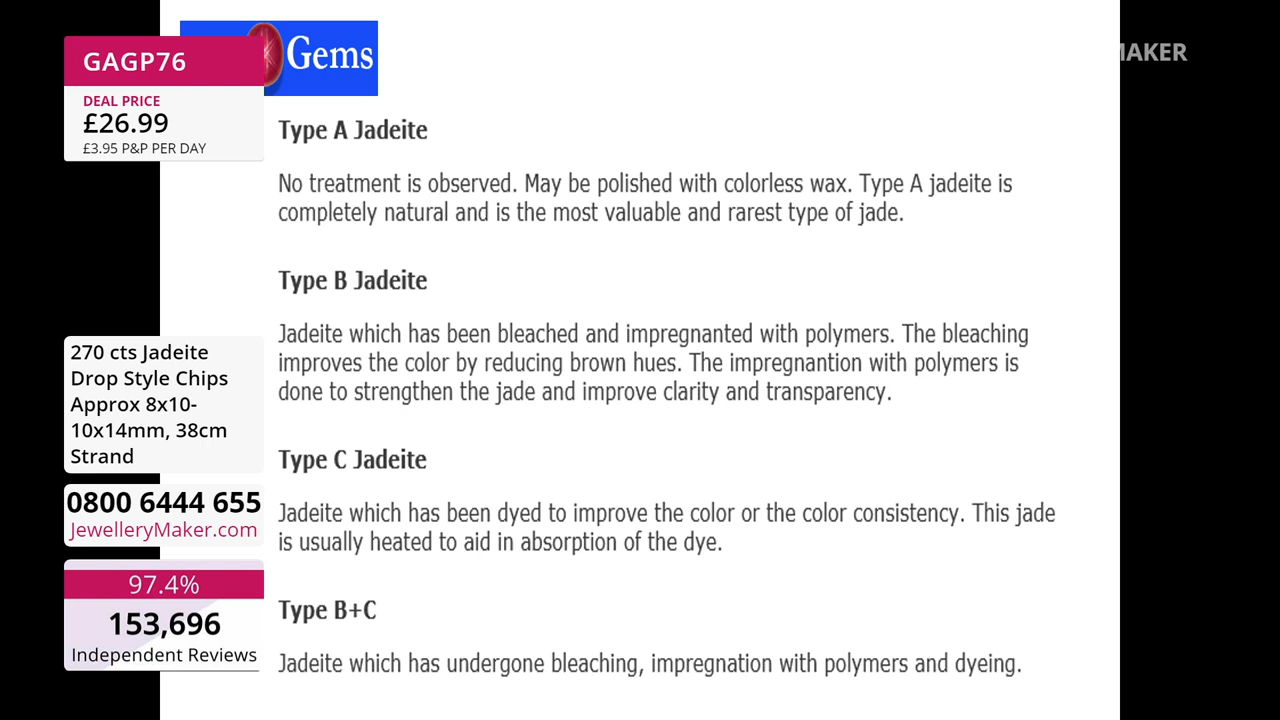 GAGP76
DEAL PRICE
£26.99
£3.95 P&P PER DAY
Gems
MAKER
Type A Jadeite
No treatment is observed. May be polished with colorless wax. Type A jadeite is
completely natural and is the most valuable and rarest type of jade.
Type B Jadeite
Jadeite which has been bleached and impregnanted with polymers. The bleaching
improves the color by reducing brown hues. The impregnantion with polymers is
done to strengthen the jade and improve clarity and transparency.
Type C Jadeite
Jadeite which has been dyed to improve the color or the color consistency. This jade
is usually heated to aid in absorption of the dye.
Type B+C
Jadeite which has undergone bleaching, impregnation with polymers and dyeing.
270 cts Jadeite
Drop Style Chips
Approx 8x10-
10x14mm, 38cm
Strand
0800 6444 655
JewelleryMaker.com
97.4%
153,696
Independent Reviews